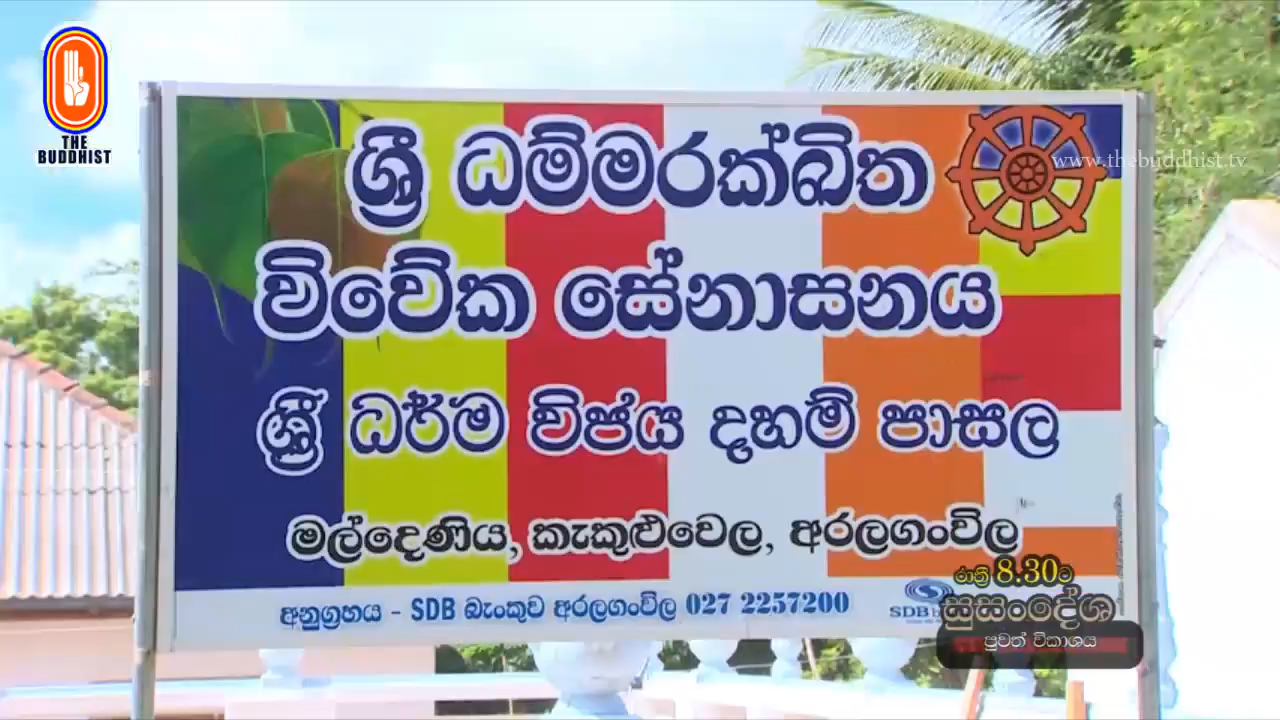 THE
BUDDHIST
www.thebuddhist.tv
ශ්‍රී ධම්මරක්ඛිත
විවේක සේනාසනය
ශ්‍රී ධර්ම විජය දහම් පාසල
මල්දෙණිය, කැකුළුවෙල, අරලගංවිල
අනුග්‍රහය - SDB බැංකුව අරලගංවිල 027 2257200
SDB
රාත්‍රී 8.30ට
සුසංදේශ
පුවත් විකාශය